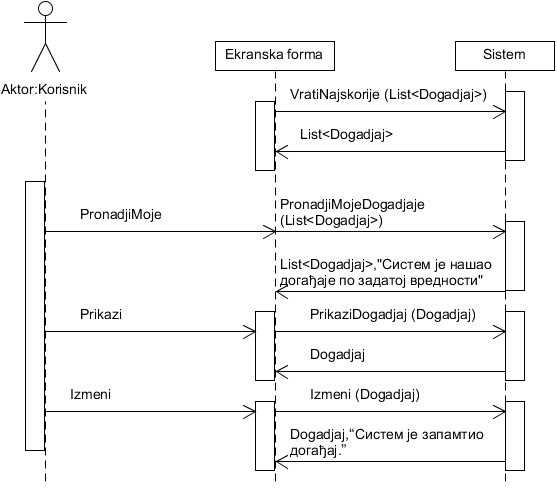 Ekranska forma
Sistem
Aktor:Korisnik
VratiNajskorije (List<Dogadjaj>)
List<Dogadjaj>
PronadjiMoje
PronadjiMojeDogadjaje
(List<Dogadjaj>)
List<Dogadjaj>,"Систем је нашао
догађаје по задатој вредности"
Prikazi
PrikaziDogadjaj (Dogadjaj)
Dogadjaj
Izmeni
Izmeni (Dogadjaj)
Dogadjaj,“Систем је запамтио
догађај.”